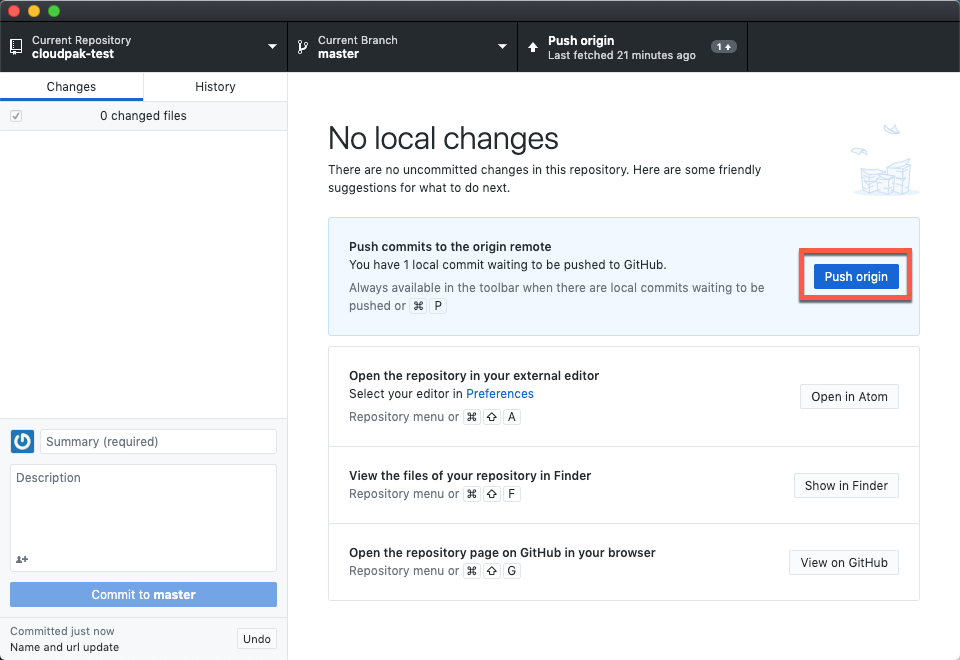 Current Repository
cloudpak-test
Current Branch
master
Push origin
Last fetched 21 minutes ago
1
Changes
History
0 changed files
No local changes
There are no uncommitted changes in this repository. Here are some friendly
suggestions for what to do next.
Push commits to the origin remote
You have 1 local commit waiting to be pushed to GitHub.
Always available in the toolbar when there are local commits waiting to be
pushed or ⌘ P
Push origin
Open the repository in your external editor
Select your editor in Preferences
Repository menu or ⌘ ⇧ A
Open in Atom
View the files of your repository in Finder
Repository menu or ⌘ ⇧ F
Show in Finder
Open the repository page on GitHub in your browser
Repository menu or ⌘ ⇧ G
View on GitHub
Summary (required)
Description
Commit to master
Committed just now
Name and url update
Undo